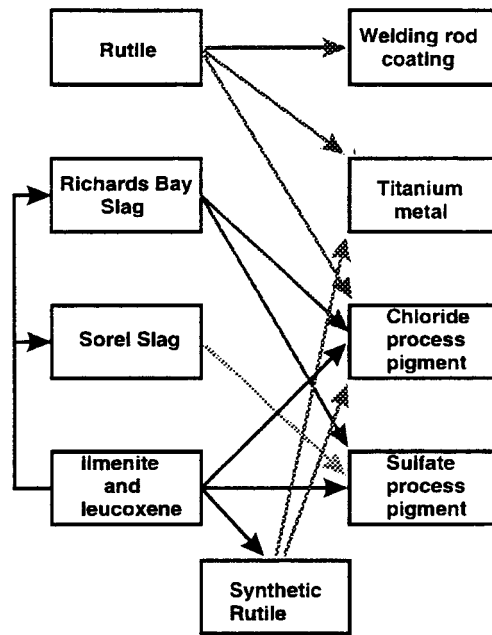 Rutile
Welding rod
coating
Richards Bay
Slag
Titanium
metal
Sorel Slag
Chloride
process
pigment
Ilmenite
and
leucoxene
Sulfate
process
pigment
Synthetic
Rutile